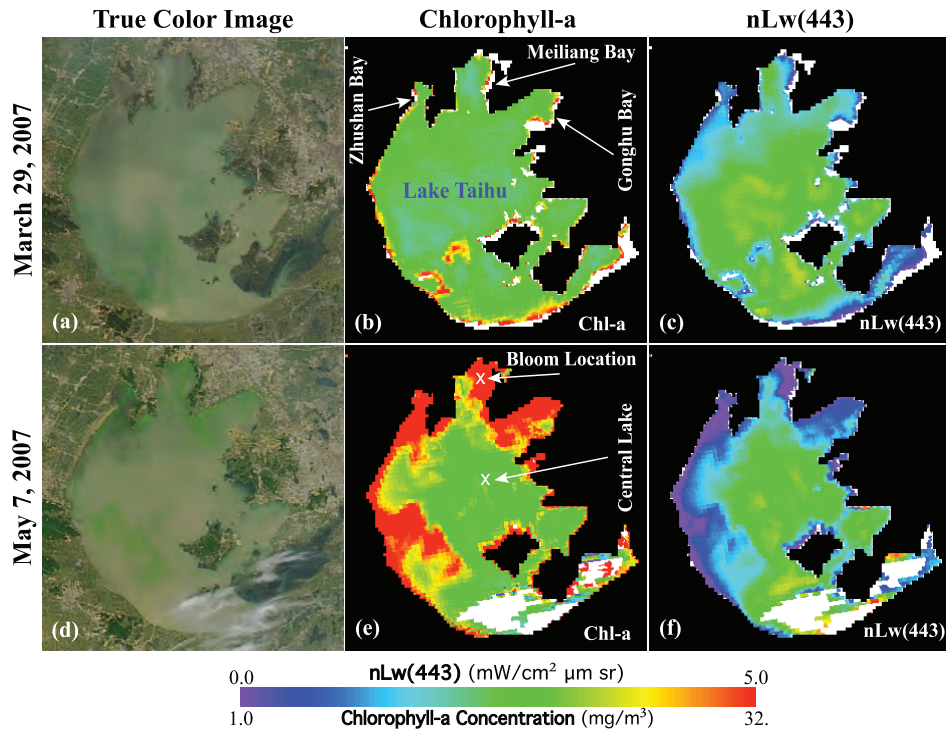 True Color Image
Chlorophyll-a
nLw(443)
March 29, 2007
Zhushan Bay
Meiliang Bay
Gonghu Bay
Lake Taihu
(a)
(b)
Chl-a
(c)
nLw(443)
May 7, 2007
Bloom Location
Central Lake
x
x
(d)
(e)
Chl-a
(f)
nLw(443)
0.0
nLw(443) (mW/cm² µm sr)
5.0
1.0
Chlorophyll-a Concentration (mg/m³)
32.